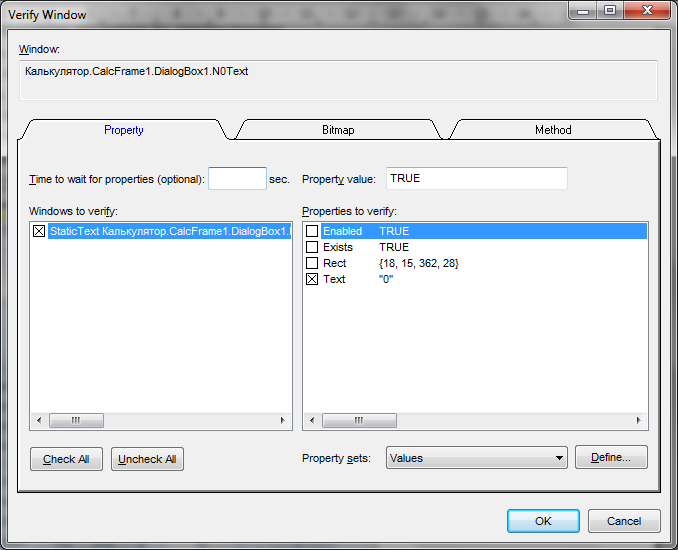 Verify Window
Window:
Калькулятор.CalcFrame1.DialogBox1.N0Text
Property Bitmap Method
Time to wait for properties (optional): sec. Property value: TRUE
Windows to verify: Properties to verify:
StaticText Калькулятор.CalcFrame1.DialogBox1. Enabled TRUE
Exists TRUE
Rect {18, 15, 362, 28}
Text "0"
Check All Uncheck All Property sets: Values Define...
OK Cancel